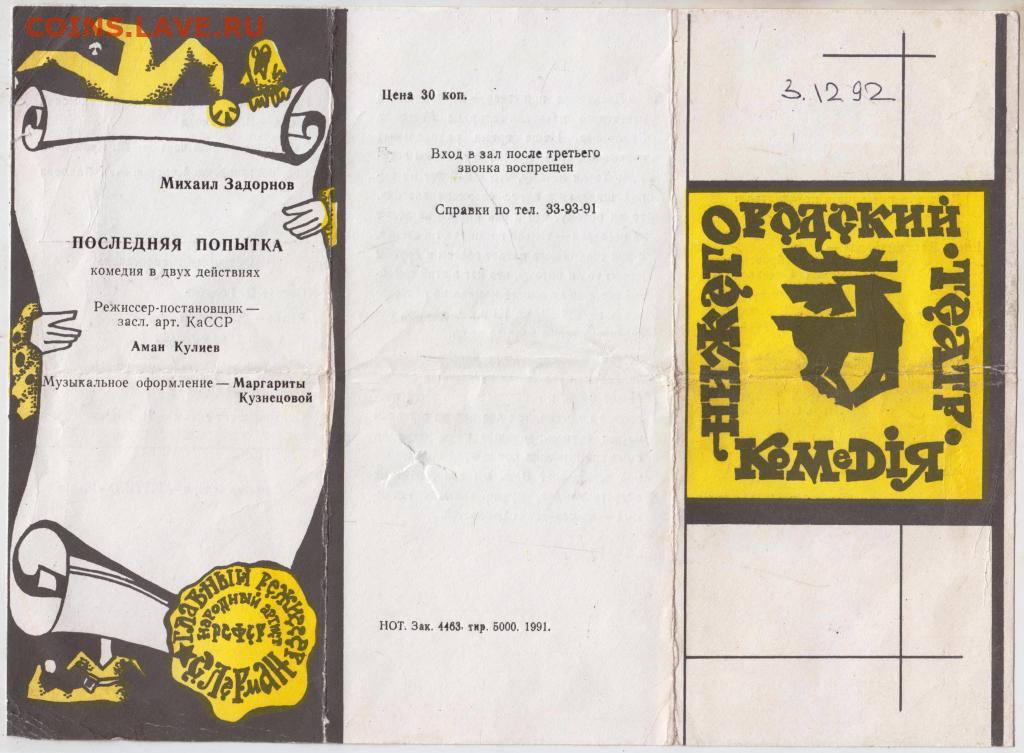 COINS.LAVE.RU
Михаил Задорнов
ПОСЛЕДНЯЯ ПОПЫТКА
комедия в двух действиях
Режиссер-постановщик —
засл. арт. КаССР
Аман Кулиев
Музыкальное оформление — Маргариты
Кузнецовой
ГЛАВНЫЙ РЕЖИССЕР
НАРОДНЫЙ АРТИСТ
РСФСР
С. ЛЕРМАН
Цена 30 коп.
Вход в зал после третьего
звонка воспрещен
Справки по тел. 33-93-91
НОТ. Зак. 4463. тир. 5000. 1991.
3.12 92
НИЖЕГОРОДСКИЙ
·ТЕАТР·
КОМЕДIЯ